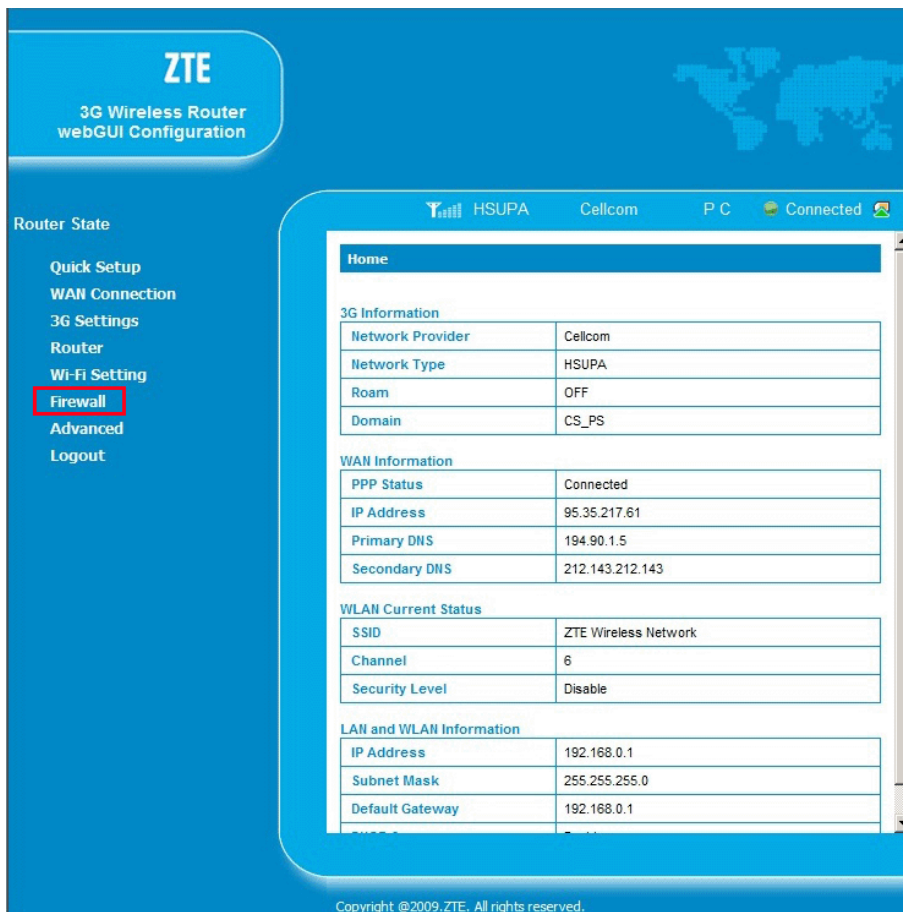 ZTE
3G Wireless Router
webGUI Configuration
HSUPA Cellcom P C Connected
Router State
Quick Setup
WAN Connection
3G Settings
Router
Wi-Fi Setting
Firewall
Advanced
Logout
Home
3G Information
Network Provider Cellcom
Network Type HSUPA
Roam OFF
Domain CS_PS
WAN Information
PPP Status Connected
IP Address 95.35.217.61
Primary DNS 194.90.1.5
Secondary DNS 212.143.212.143
WLAN Current Status
SSID ZTE Wireless Network
Channel 6
Security Level Disable
LAN and WLAN Information
IP Address 192.168.0.1
Subnet Mask 255.255.255.0
Default Gateway 192.168.0.1
Copyright @2009.ZTE. All rights reserved.